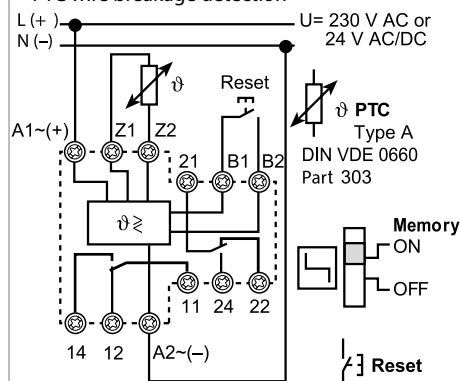 PTC wire breakage detection
L (+) U= 230 V AC or
N (–) 24 V AC/DC
ϑ Reset
ϑ PTC
A1~(+) Z1 Z2 Type A
DIN VDE 0660
21 B1 B2 Part 303
ϑ ≷
Memory
ON
OFF
11 24 22
14 12 A2~(–)
Reset